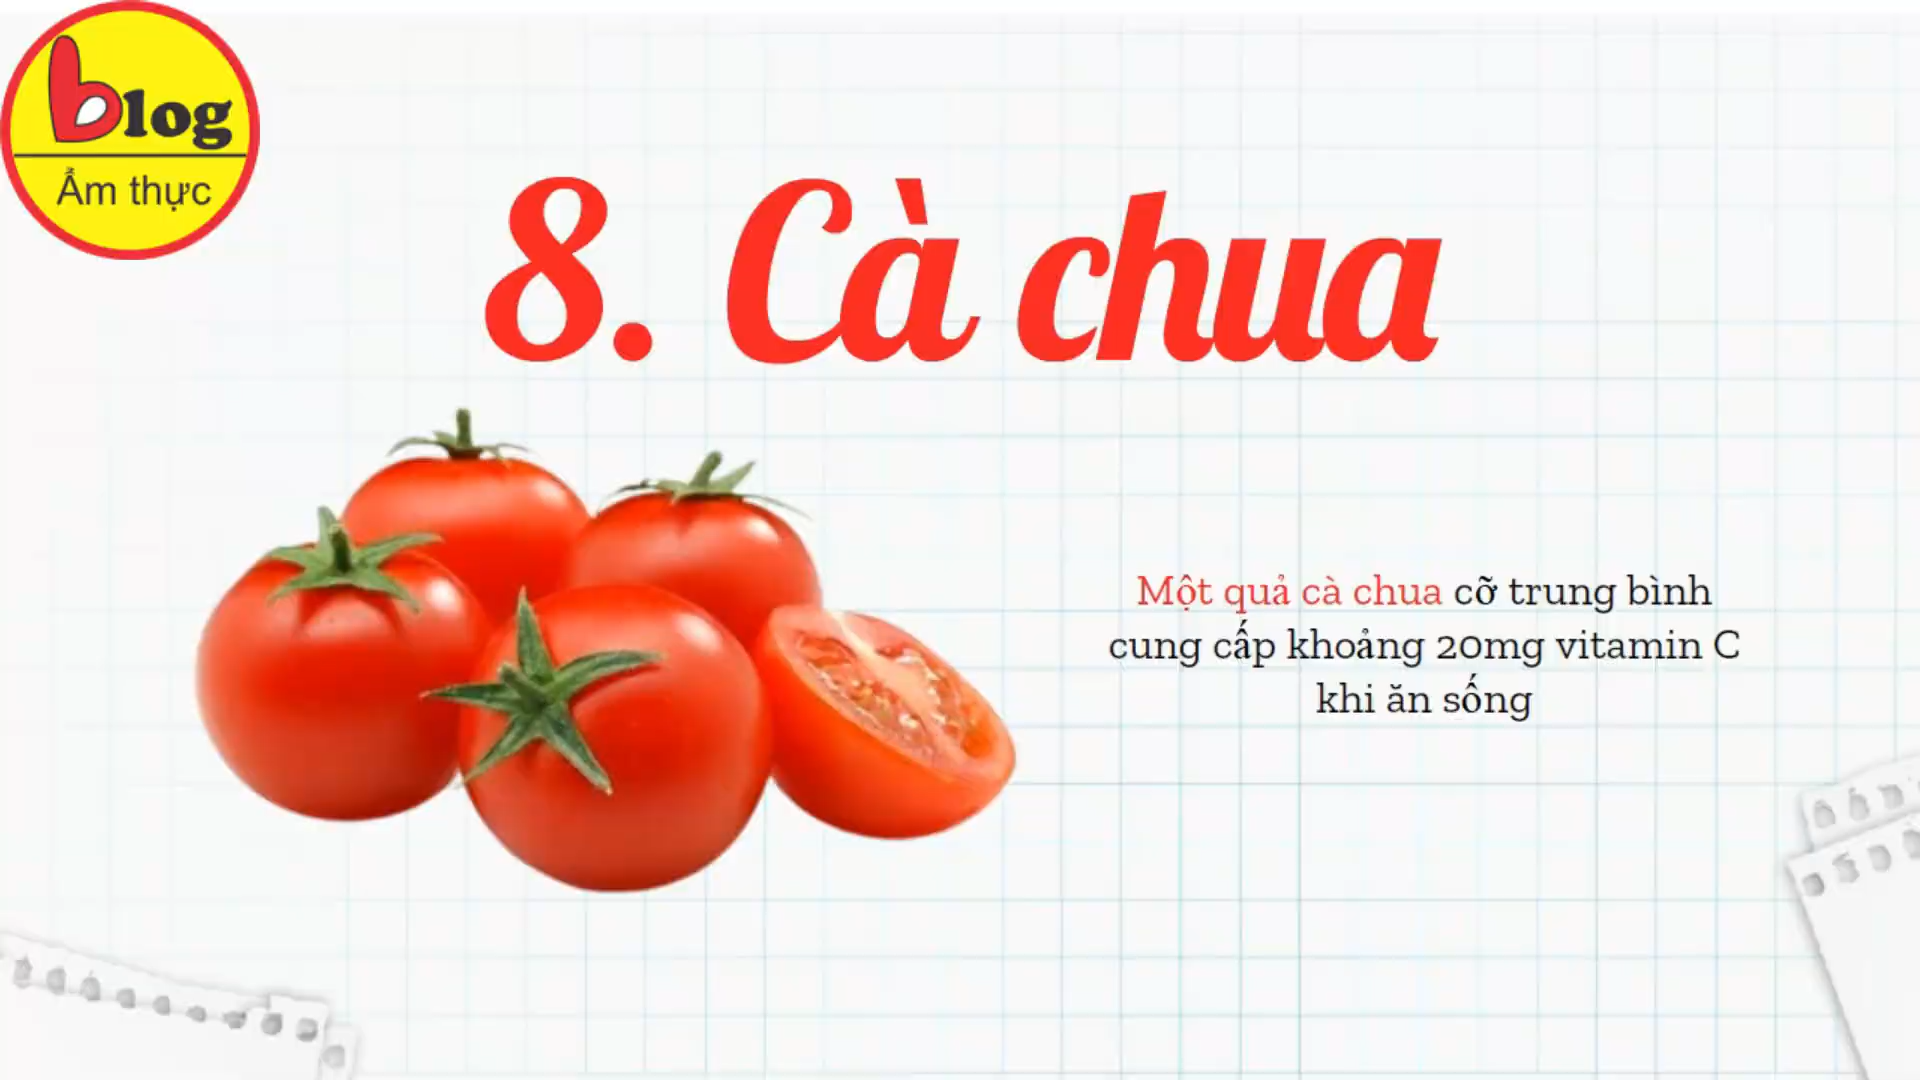 blog
Ẩm thực
8. Cà chua
Một quả cà chua cỡ trung bình
cung cấp khoảng 20mg vitamin C
khi ăn sống